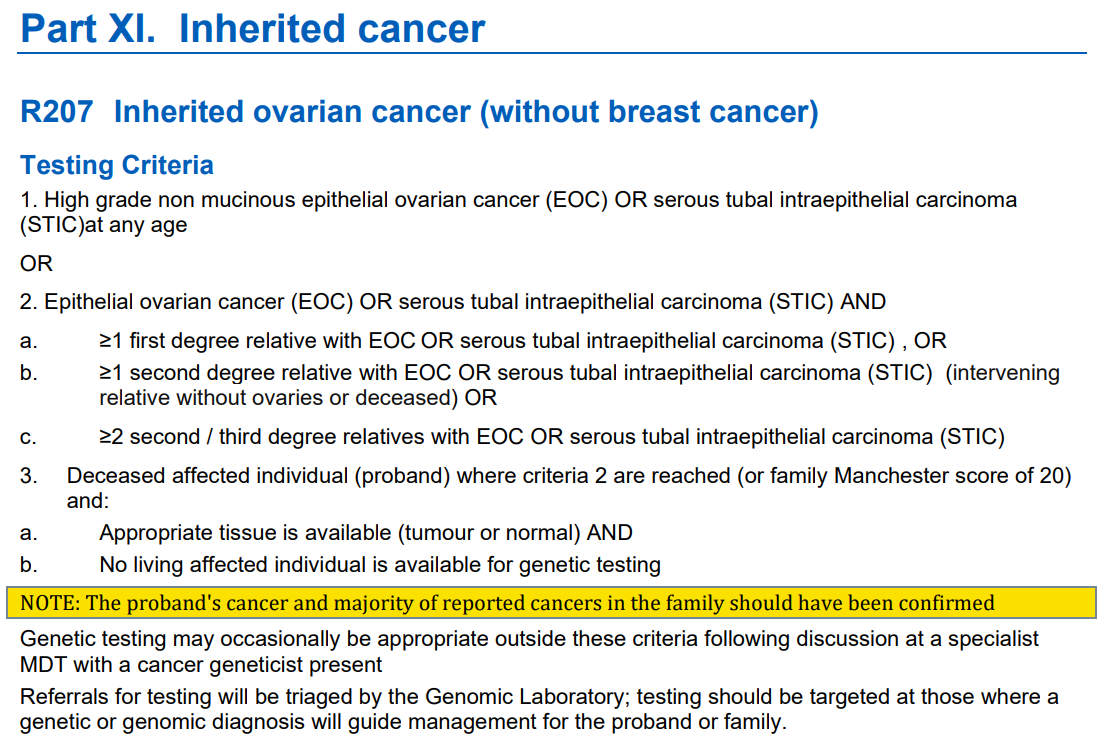 Part XI. Inherited cancer
R207 Inherited ovarian cancer (without breast cancer)
Testing Criteria
1. High grade non mucinous epithelial ovarian cancer (EOC) OR serous tubal intraepithelial carcinoma
(STIC)at any age
OR
2. Epithelial ovarian cancer (EOC) OR serous tubal intraepithelial carcinoma (STIC) AND
a. ≥1 first degree relative with EOC OR serous tubal intraepithelial carcinoma (STIC) , OR
b. ≥1 second degree relative with EOC OR serous tubal intraepithelial carcinoma (STIC) (intervening
relative without ovaries or deceased) OR
c. ≥2 second / third degree relatives with EOC OR serous tubal intraepithelial carcinoma (STIC)
3. Deceased affected individual (proband) where criteria 2 are reached (or family Manchester score of 20)
and:
a. Appropriate tissue is available (tumour or normal) AND
b. No living affected individual is available for genetic testing
NOTE: The proband's cancer and majority of reported cancers in the family should have been confirmed
Genetic testing may occasionally be appropriate outside these criteria following discussion at a specialist
MDT with a cancer geneticist present
Referrals for testing will be triaged by the Genomic Laboratory; testing should be targeted at those where a
genetic or genomic diagnosis will guide management for the proband or family.